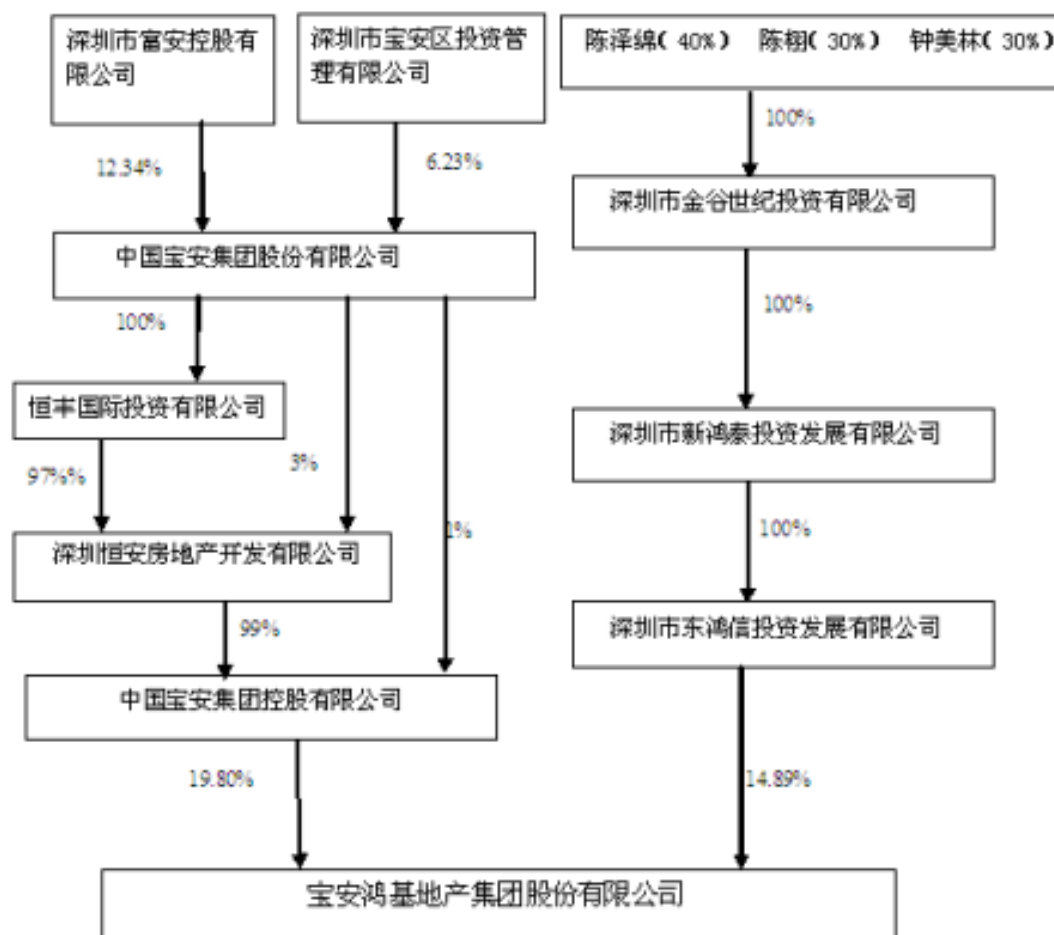 深圳市富安控股有
限公司
深圳市宝安区投资管
理有限公司
陈泽绵(40%) 陈栩(30%) 钟美林(30%)
100%
12.34%
6.23%
深圳市金谷世纪投资有限公司
中国宝安集团股份有限公司
100%
100%
恒丰国际投资有限公司
深圳市新鸿泰投资发展有限公司
97%%
3%
1%
100%
深圳恒安房地产开发有限公司
99%
深圳市东鸿信投资发展有限公司
中国宝安集团控股有限公司
19.80%
14.89%
宝安鸿基地产集团股份有限公司